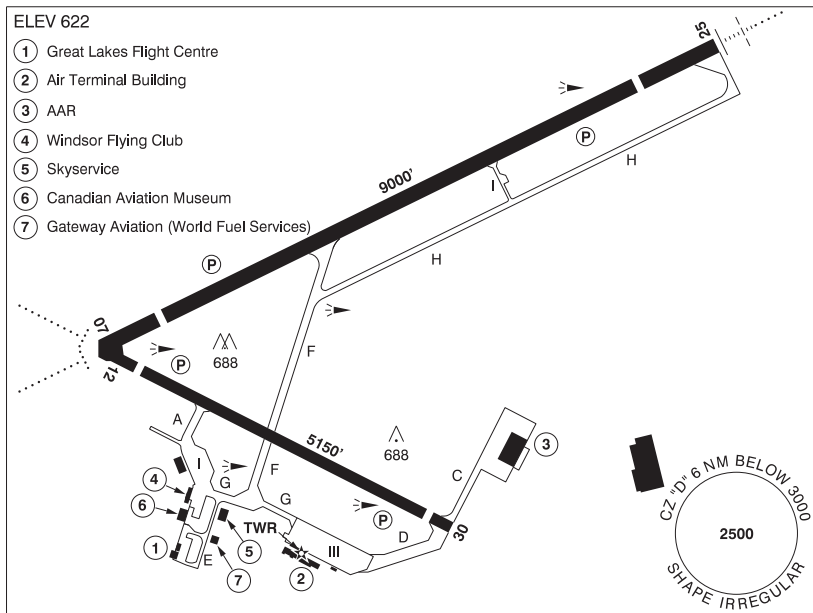 ELEV 622
1 Great Lakes Flight Centre
2 Air Terminal Building
3 AAR
4 Windsor Flying Club
5 Skyservice
6 Canadian Aviation Museum
7 Gateway Aviation (World Fuel Services)
25
P
H
9000'
I
H
P
07
688
P
F
12
A
5150'
688
3
I
G
F
C
4
G
P
30
6
TWR
D
III
1
E
5
7
2
CZ "D" 6 NM BELOW 3000
2500
SHAPE IRREGULAR